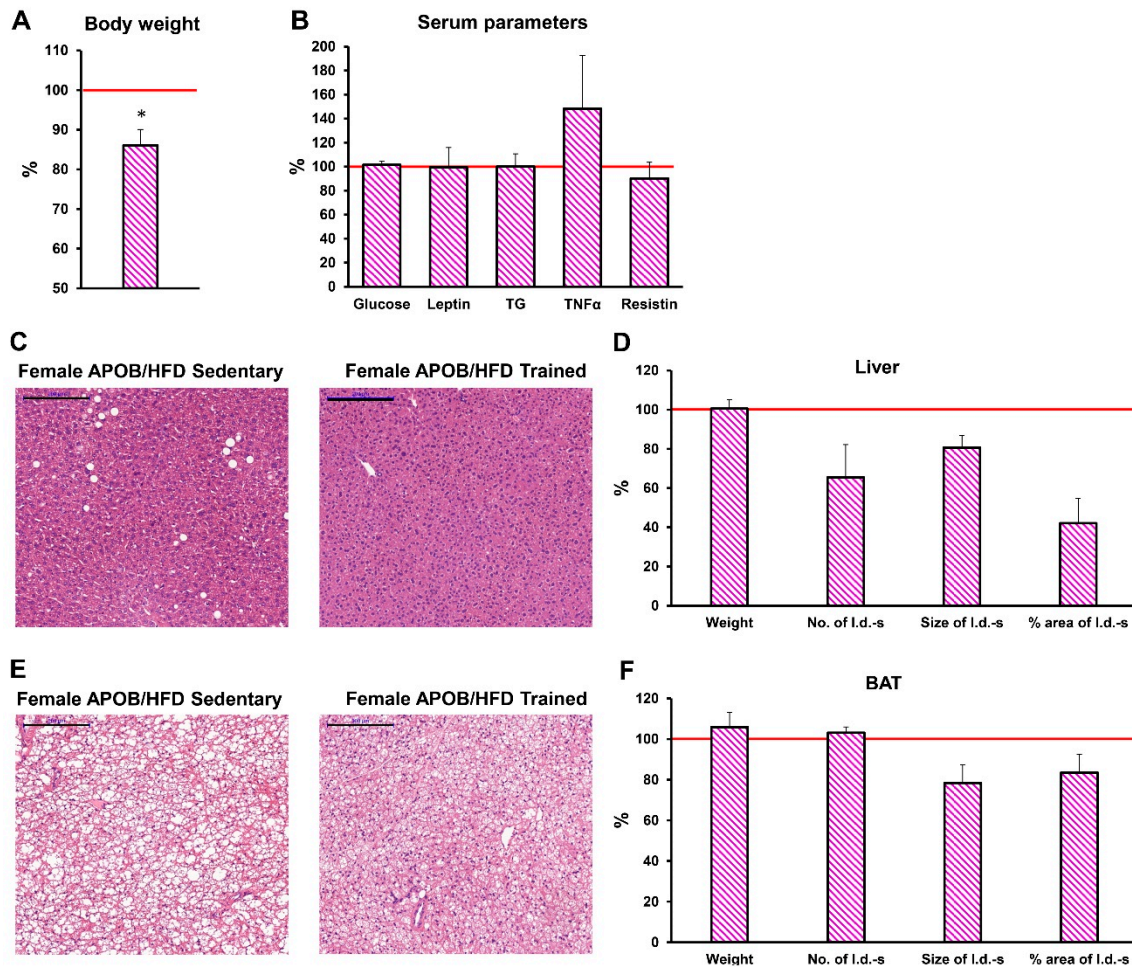 A
Body weight
110
100
90
80
70
60
50
%
*
B
Serum parameters
200
180
160
140
120
100
80
60
40
20
0
%
Glucose Leptin TG TNFα Resistin
C
Female APOB/HFD Sedentary
Female APOB/HFD Trained
D
Liver
120
100
80
60
40
20
0
%
Weight No. of l.d.-s Size of l.d.-s % area of l.d.-s
E
Female APOB/HFD Sedentary
Female APOB/HFD Trained
F
BAT
120
100
80
60
40
20
0
%
Weight No. of l.d.-s Size of l.d.-s % area of l.d.-s